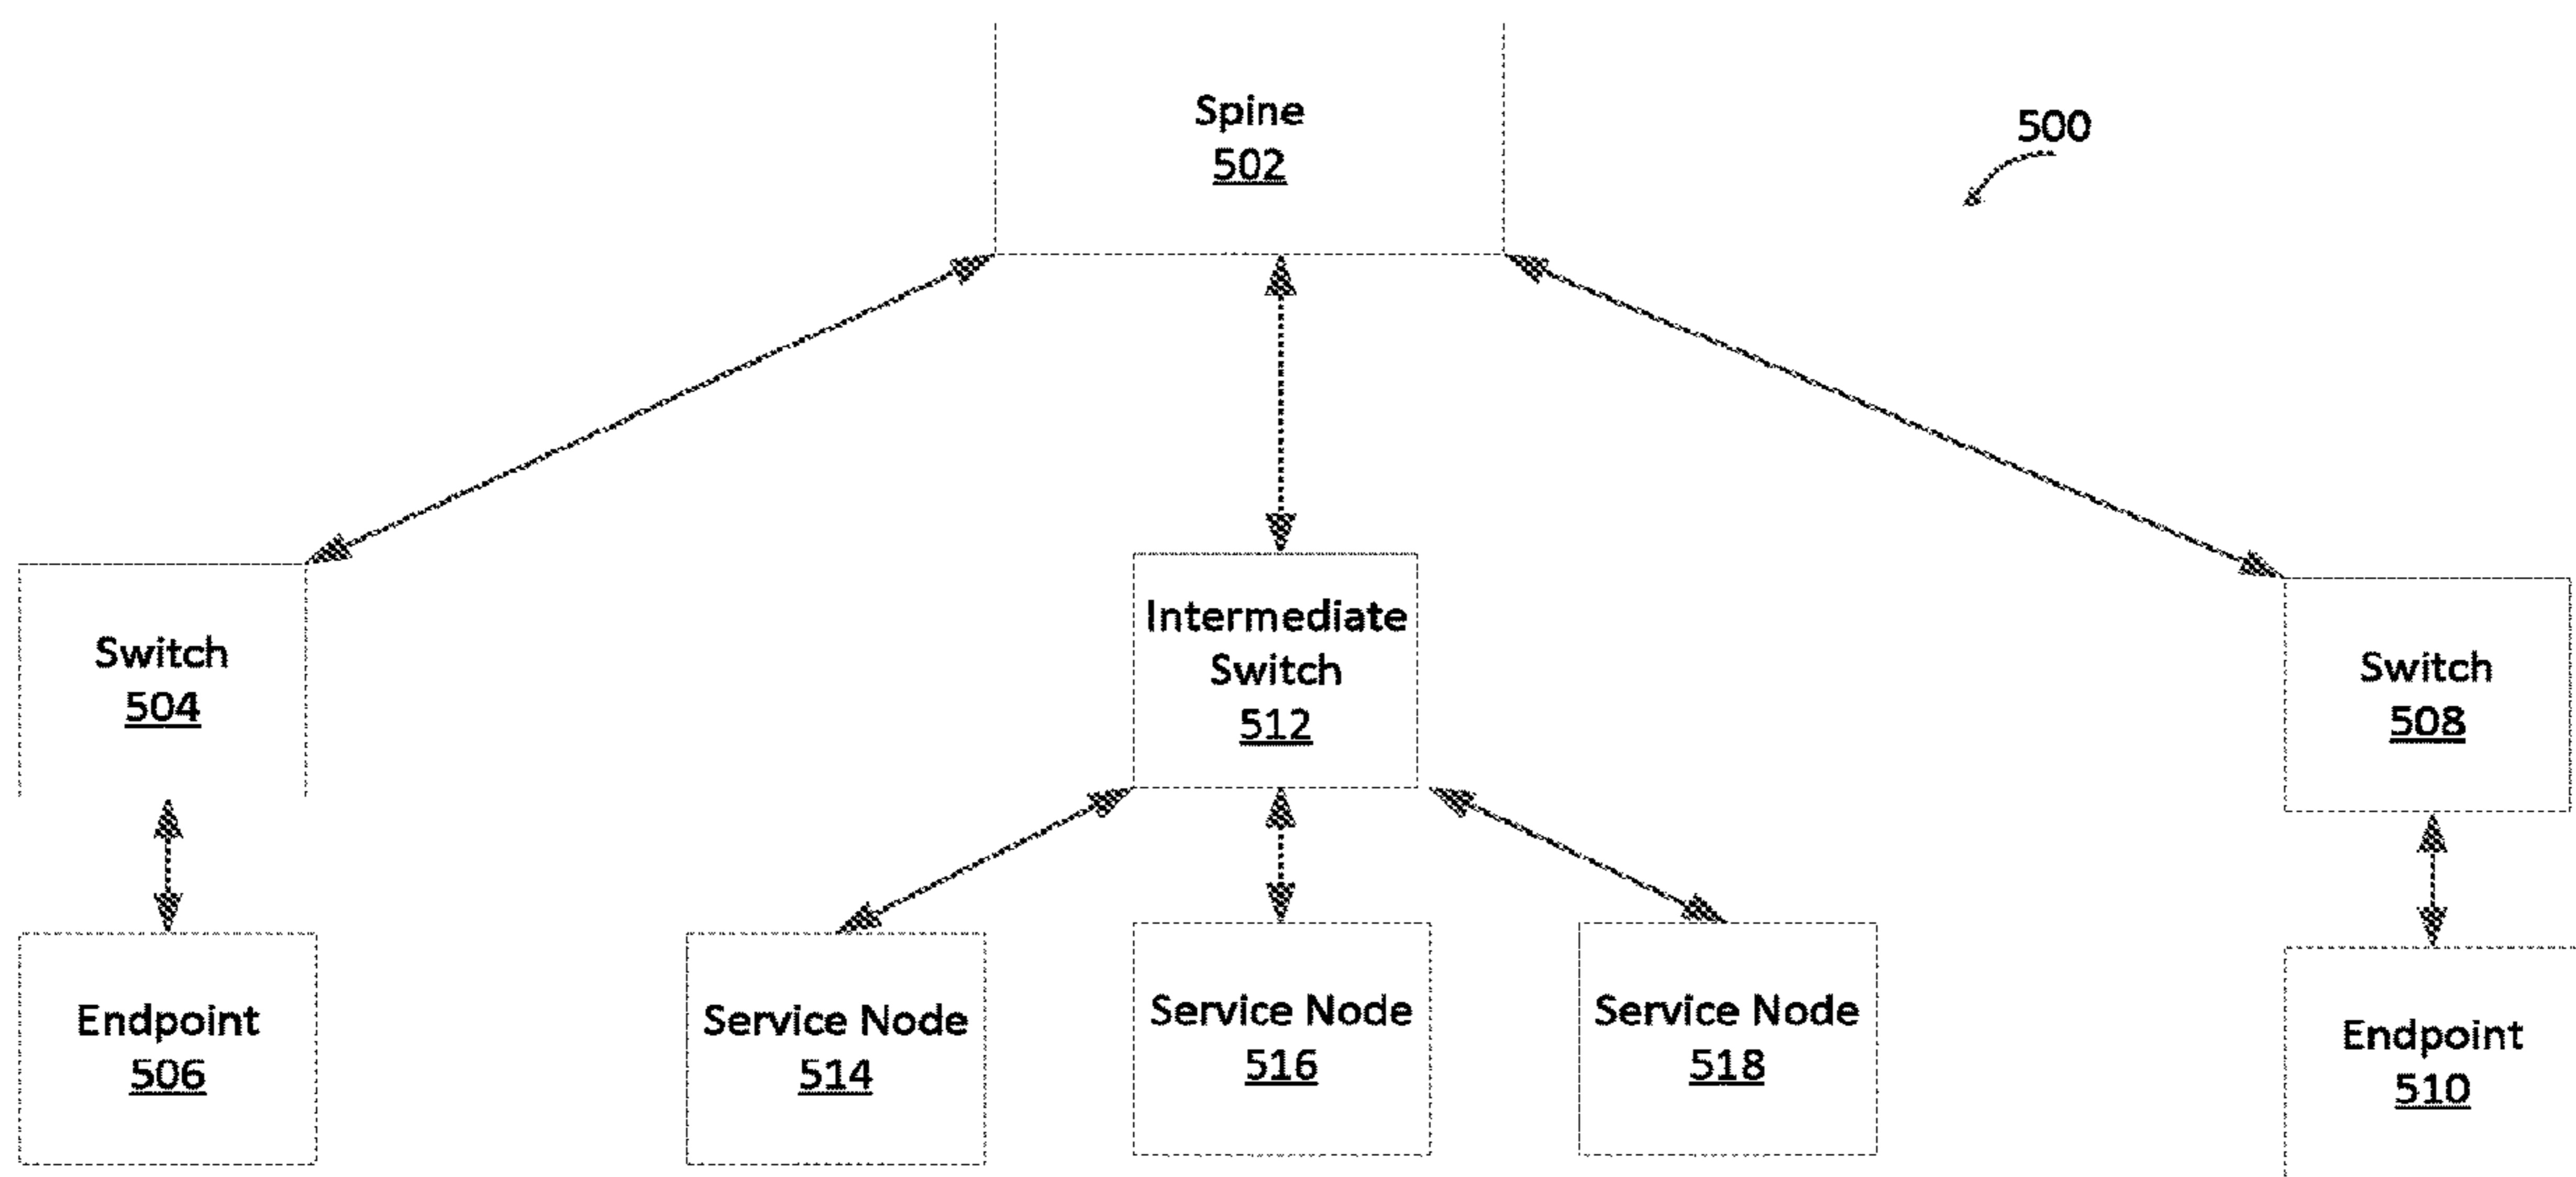 Spine
502
500
Switch
504
Intermediate
Switch
512
Switch
508
Endpoint
506
Service Node
514
Service Node
516
Service Node
518
Endpoint
510